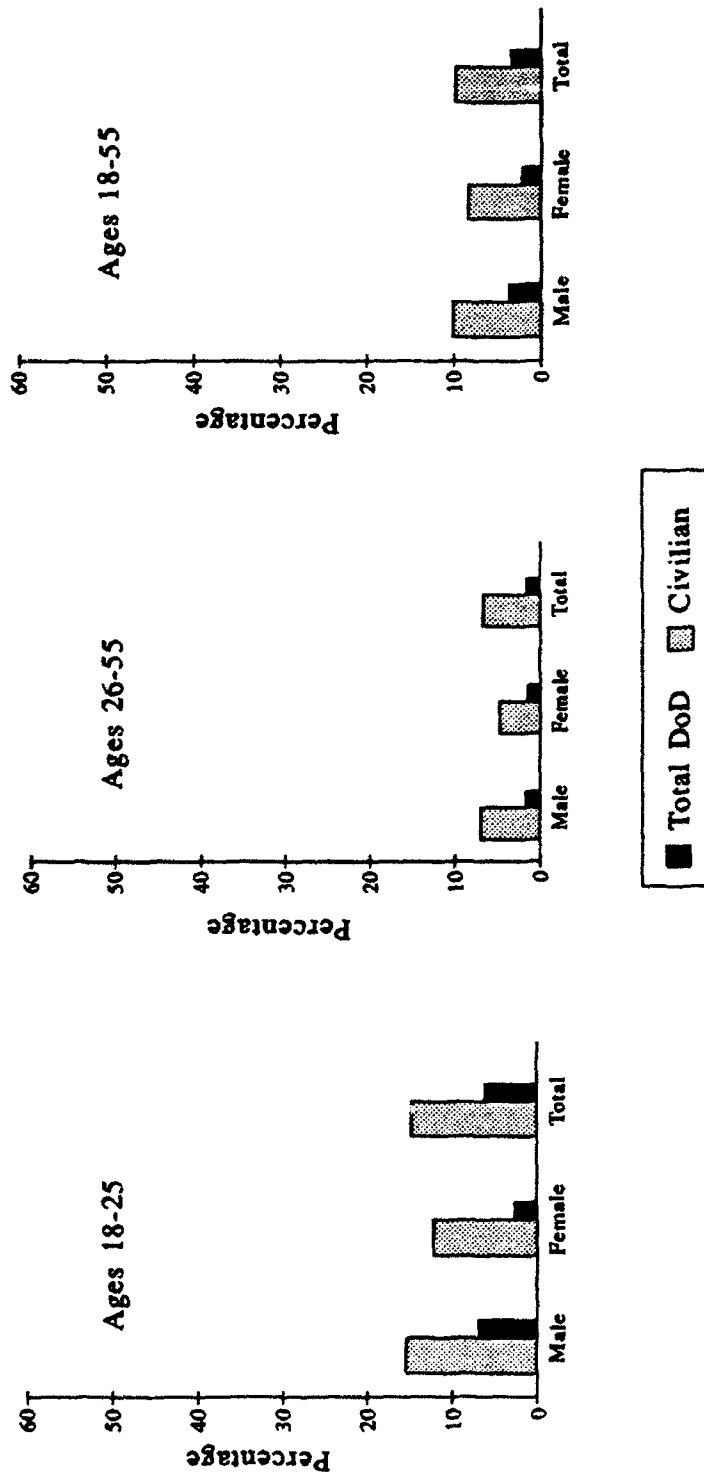 Ages 18-25
Percentage
60
50
40
30
20
10
0
Male
Female
Total
Ages 26-55
Percentage
60
50
40
30
20
10
0
Male
Female
Total
Ages 18-55
Percentage
60
50
40
30
20
10
0
Male
Female
Total
Total DoD
Civilian